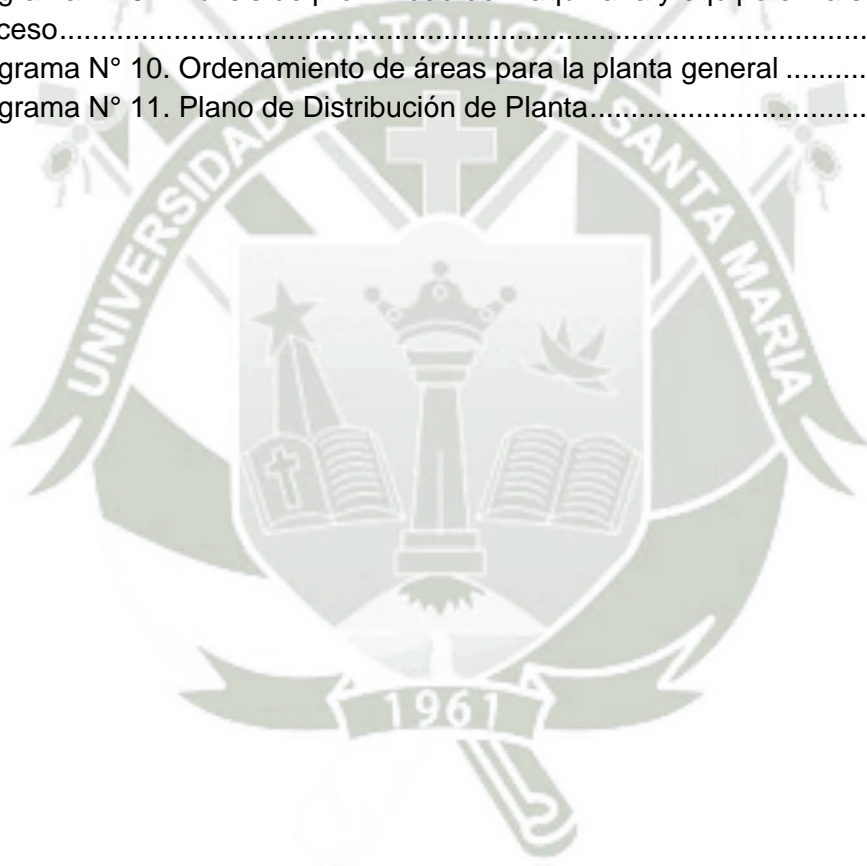 ceso....................................................................................................
grama N° 10. Ordenamiento de áreas para la planta general ..........
grama N° 11. Plano de Distribución de Planta..................................
CATOLICA
UNIVERSIDAD
SANTA MARIA
1961